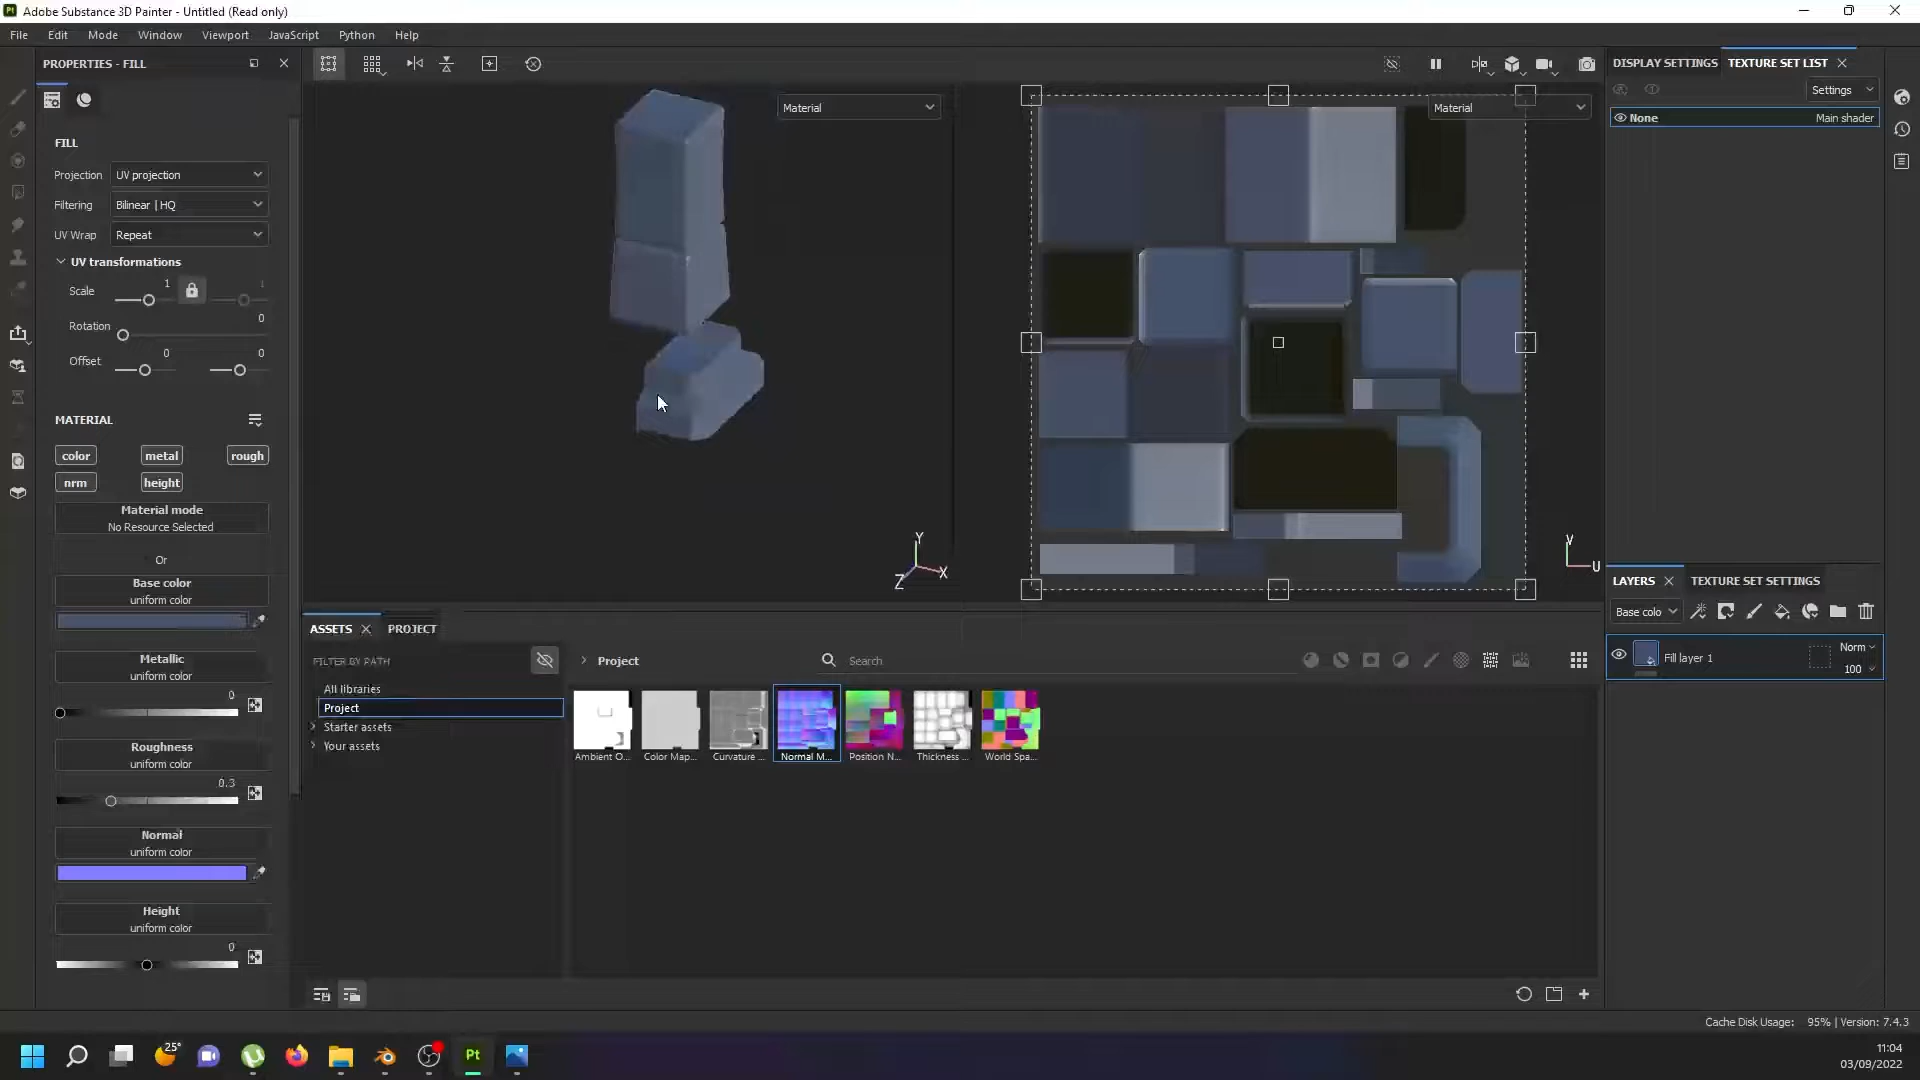 Adobe Substance 3D Painter - Untitled (Read only)
File Edit Mode Window Viewport JavaScript Python Help
PROPERTIES - FILL
DISPLAY SETTINGS TEXTURE SET LIST
Settings
Material
Material
None Main shader
FILL
Projection UV projection
Filtering Bilinear | HQ
UV Wrap Repeat
UV transformations
Scale 1 1
Rotation 0
Offset 0 0
MATERIAL
color metal rough
nrm height
Material mode
No Resource Selected
Or
Base color
uniform color
Metallic
uniform color
0
Roughness
uniform color
0.3
Normal
uniform color
Height
uniform color
0
Y
Z X
V
U
ASSETS PROJECT
FILTER BY PATH
All libraries
Project
Starter assets
Your assets
Project
Search
Ambient O... Color Map... Curvature ... Normal M... Position N... Thickness ... World Spa...
LAYERS TEXTURE SET SETTINGS
Base colo
Fill layer 1
Norm
100
Cache Disk Usage: 95% | Version: 7.4.3
25°
Pt
11:04
03/09/2022